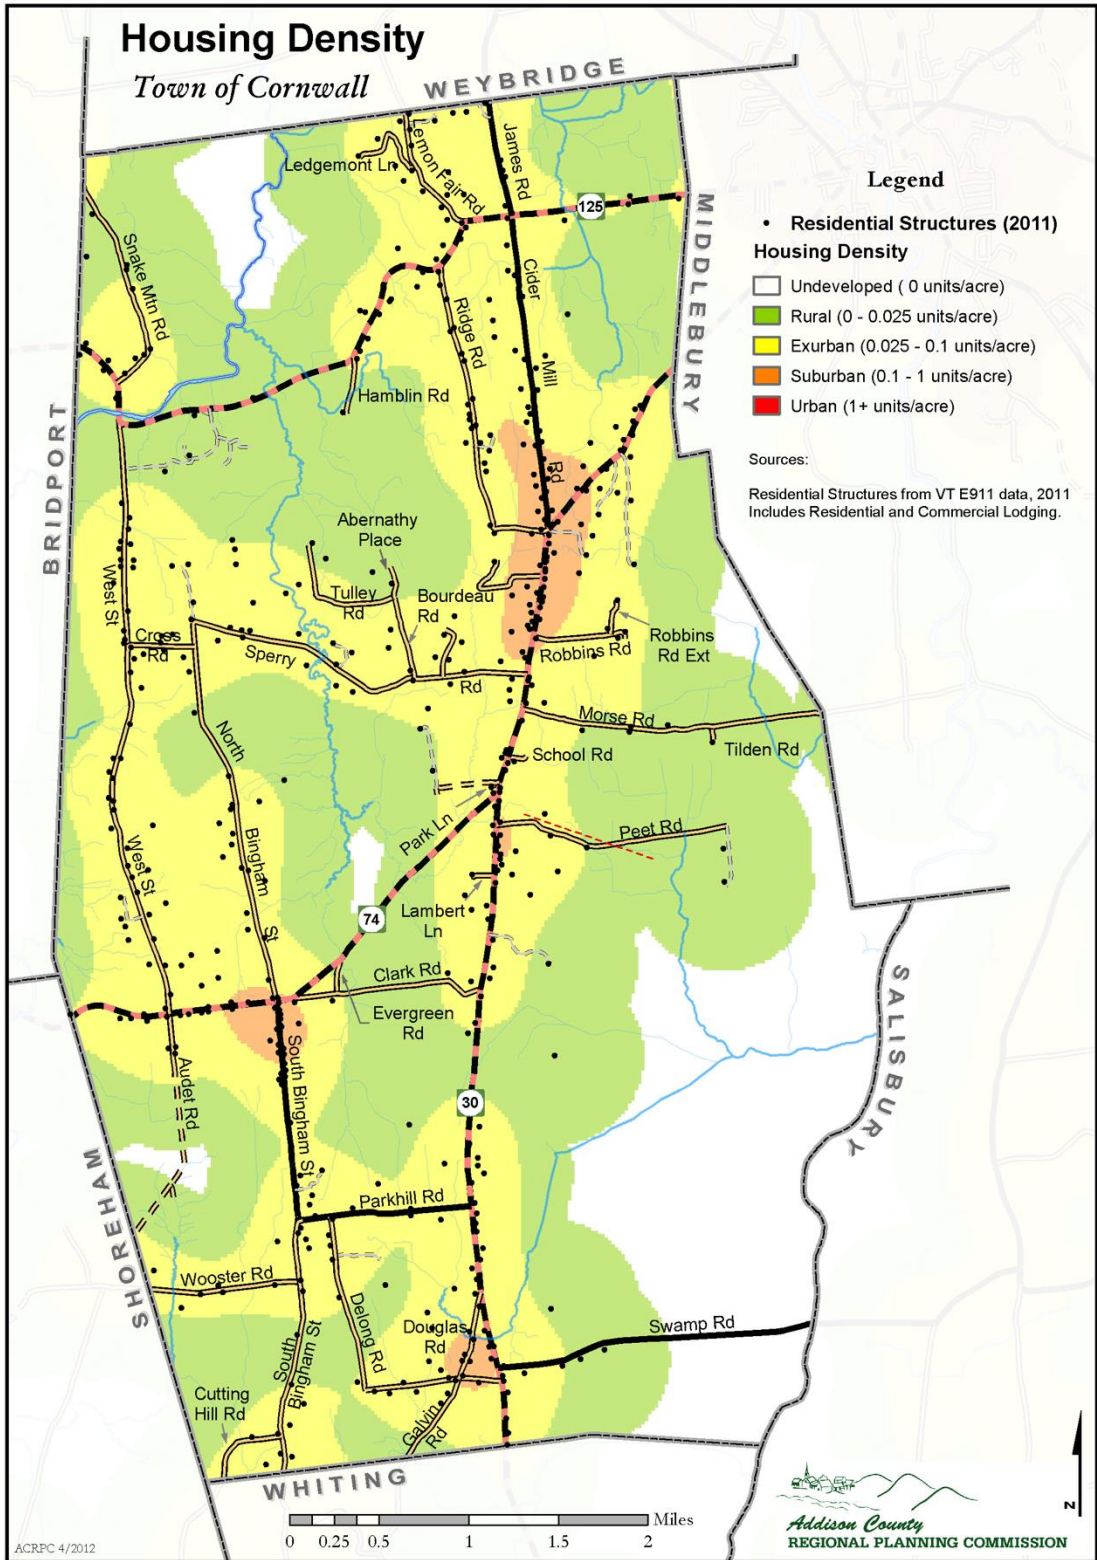 Housing Density
Town of Cornwall
WEYBRIDGE
Legend
Residential Structures (2011)
Housing Density
Undeveloped ( 0 units/acre)
Rural (0 - 0.025 units/acre)
Exurban (0.025 - 0.1 units/acre)
Suburban (0.1 - 1 units/acre)
Urban (1+ units/acre)
Sources:
Residential Structures from VT E911 data, 2011
Includes Residential and Commercial Lodging.
MIDDLEBURY
BRIDPORT
SALISBURY
SHOREHAM
WHITING
Ledgemont Ln
Lemon Fair Rd
James Rd
125
Snake Mtn Rd
Cider
Mill
Rd
Ridge Rd
Hamblin Rd
Abernathy
Place
Tulley
Rd
Bourdeau
Rd
West St
Cross
Rd
Sperry
Rd
Robbins Rd
Robbins
Rd Ext
Morse Rd
Tilden Rd
School Rd
North
Bingham
St
Park Ln
Peet Rd
West St
Lambert
Ln
74
Clark Rd
Evergreen
Rd
Audet Rd
South Bingham St
30
Parkhill Rd
Wooster Rd
Delong Rd
Douglas
Rd
Swamp Rd
South
Bingham St
Cutting
Hill Rd
Galvin
Rd
0 0.25 0.5 1 1.5 2
Miles
N
Addison County
REGIONAL PLANNING COMMISSION
ACRPC 4/2012